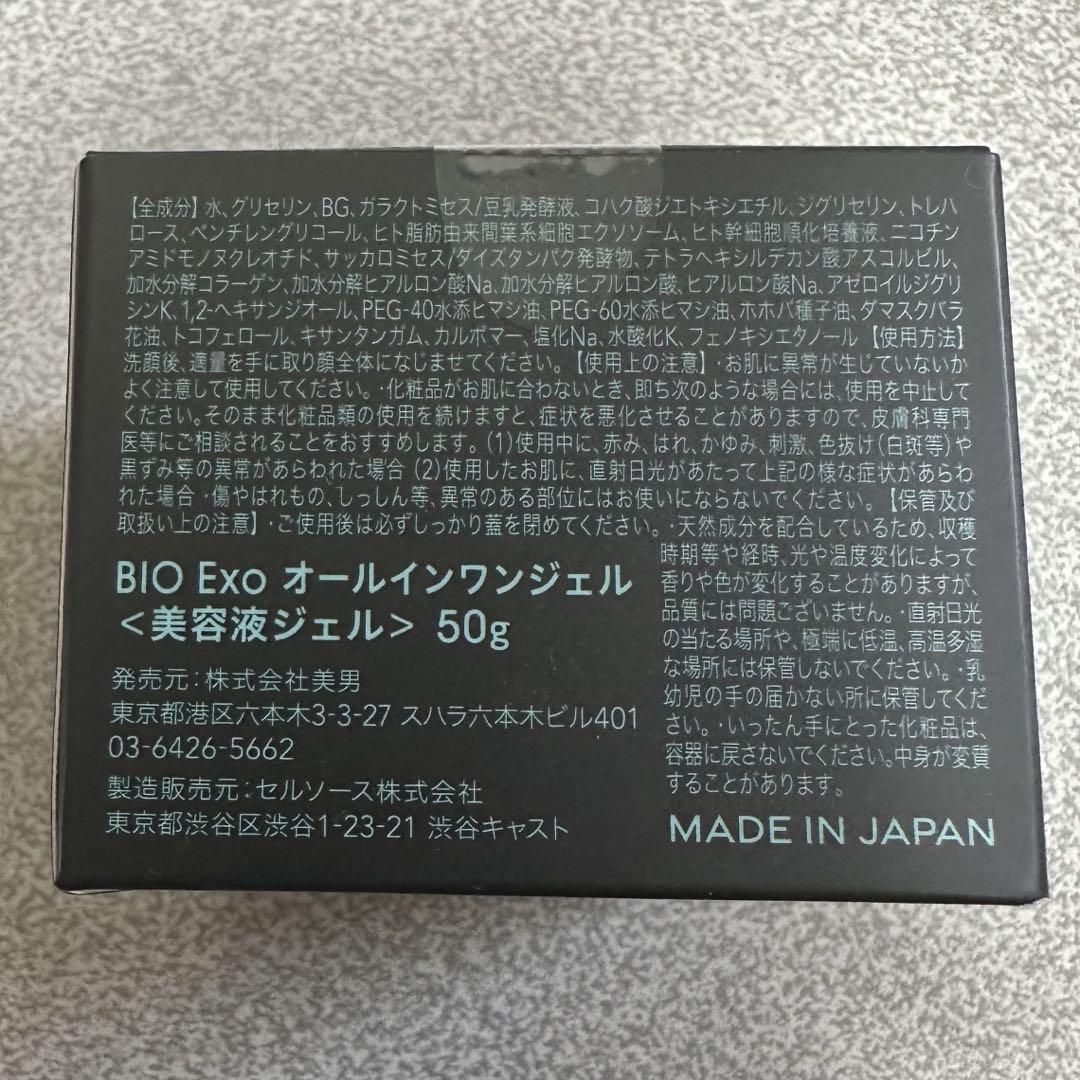 【全成分】水、グリセリン、BG、ガラクトミセス/豆乳発酵液、コハク酸ジエトキシエチル、ジグリセリン、トレハ
ロース、ペンチレングリコール、ヒト脂肪由来間葉系細胞エクソソーム、ヒト幹細胞順化培養液、ニコチン
アミドモノヌクレオチド、サッカロミセス/ダイズタンパク発酵物、テトラヘキシルデカン酸アスコルビル、
加水分解コラーゲン、加水分解ヒアルロン酸Na、加水分解ヒアルロン酸、ヒアルロン酸Na、アゼロイルジグリ
シンK、1,2-ヘキサンジオール、PEG-40水添ヒマシ油、PEG-60水添ヒマシ油、ホホバ種子油、ダマスクバラ
花油、トコフェロール、キサンタンガム、カルボマー、塩化Na、水酸化K、フェノキシエタノール【使用方法】
洗顔後、適量を手に取り顔全体になじませてください。【使用上の注意】・お肌に異常が生じていないか
よく注意して使用してください。・化粧品がお肌に合わないとき、即ち次のような場合には、使用を中止して
ください。そのまま化粧品類の使用を続けますと、症状を悪化させることがありますので、皮膚科専門
医等にご相談されることをおすすめします。(1)使用中に、赤み、はれ、かゆみ、刺激、色抜け(白斑等)や
黒ずみ等の異常があらわれた場合 (2)使用したお肌に、直射日光があたって上記の様な症状があらわ
れた場合・傷やはれもの、しっしん等、異常のある部位にはお使いにならないでください。【保管及び
取扱い上の注意】・ご使用後は必ずしっかり蓋を閉めてください。・天然成分を配合しているため、収穫
時期等や経時、光や温度変化によって
香りや色が変化することがありますが、
品質には問題ございません。・直射日光
の当たる場所や、極端に低温、高温多湿
な場所には保管しないでください。・乳
幼児の手の届かない所に保管してくだ
さい。・いったん手にとった化粧品は、
容器に戻さないでください。中身が変質
することがあります。
BIO Exo オールインワンジェル
<美容液ジェル> 50g
発売元：株式会社美男
東京都港区六本木3-3-27 スハラ六本木ビル401
03-6426-5662
製造販売元：セルソース株式会社
東京都渋谷区渋谷1-23-21 渋谷キャスト
MADE IN JAPAN